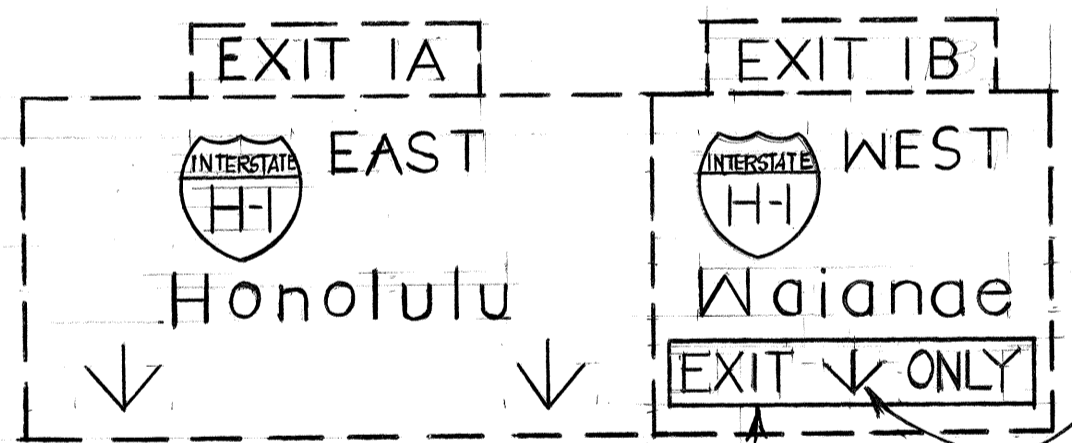 EXIT 1A
INTERSTATE
H-1
EAST
Honolulu
EXIT 1B
INTERSTATE
H-1
WEST
Waianae
EXIT ONLY